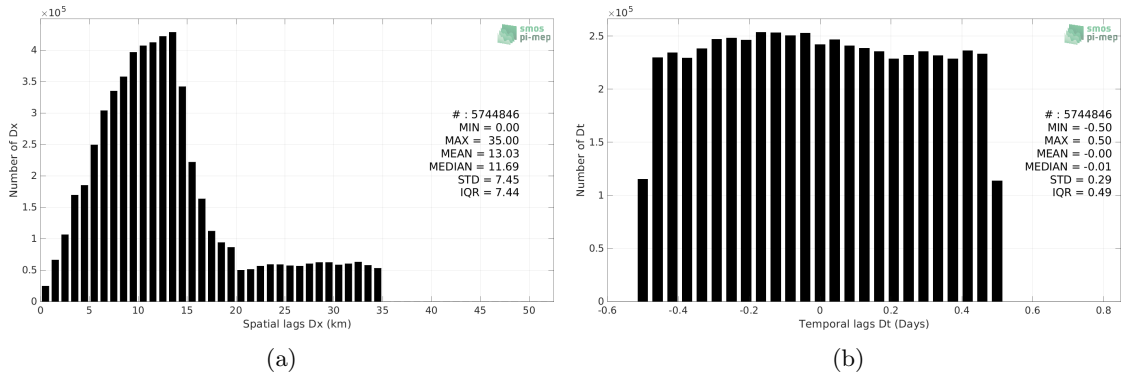 ×10⁵
smos
pi-mep
4
3.5
3
2.5
2
1.5
1
0.5
0
Number of Dx
# : 5744846
MIN = 0.00
MAX = 35.00
MEAN = 13.03
MEDIAN = 11.69
STD = 7.45
IQR = 7.44
0 5 10 15 20 25 30 35 40 45 50
Spatial lags Dx (km)
(a)
×10⁵
smos
pi-mep
2.5
2
1.5
1
0.5
0
Number of Dt
# : 5744846
MIN = -0.50
MAX = 0.50
MEAN = -0.00
MEDIAN = -0.01
STD = 0.29
IQR = 0.49
-0.6 -0.4 -0.2 0 0.2 0.4 0.6 0.8
Temporal lags Dt (Days)
(b)